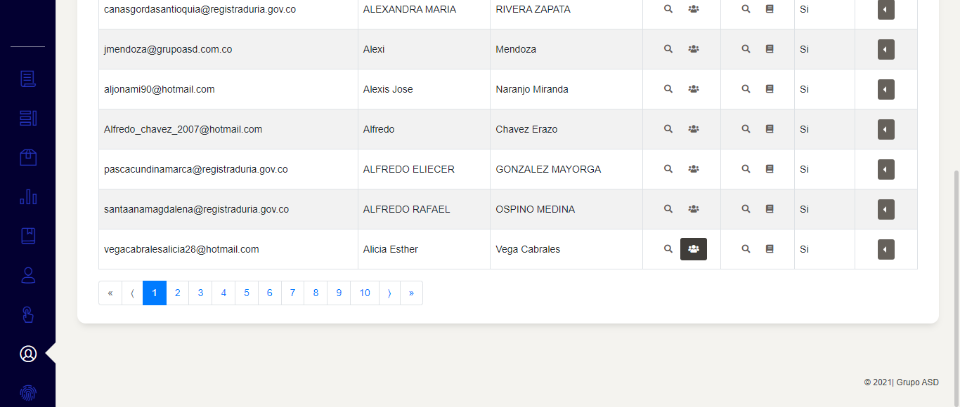 canasgordasantioquia@registraduria.gov.co ALEXANDRA MARIA RIVERA ZAPATA Si
jmendoza@grupoasd.com.co Alexi Mendoza Si
aljonami90@hotmail.com Alexis Jose Naranjo Miranda Si
Alfredo_chavez_2007@hotmail.com Alfredo Chavez Erazo Si
pascacundinamarca@registraduria.gov.co ALFREDO ELIECER GONZALEZ MAYORGA Si
santaanamagdalena@registraduria.gov.co ALFREDO RAFAEL OSPINO MEDINA Si
vegacabralesalicia28@hotmail.com Alicia Esther Vega Cabrales Si
« ⟨ 1 2 3 4 5 6 7 8 9 10 ⟩ »
© 2021| Grupo ASD